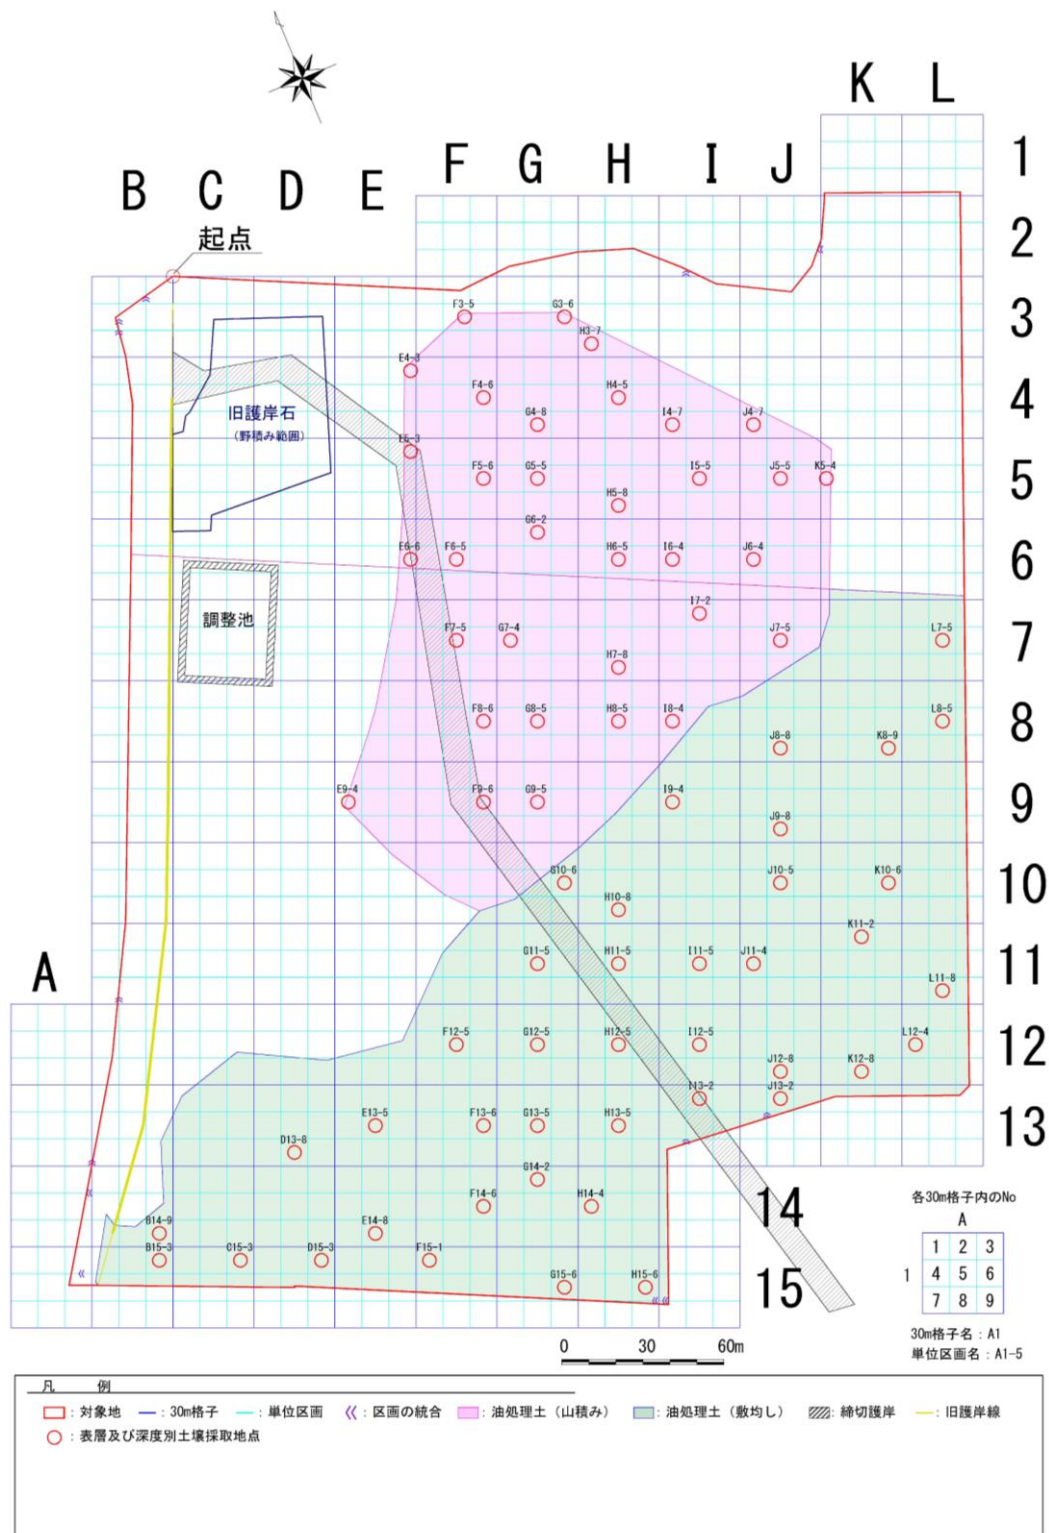 K L
1
F G H I J
B C D E
2
起点
3
F3-5
G3-6
H3-7
E4-3
4
F4-6
H4-5
旧護岸石
(野積み範囲)
G4-8
I4-7
J4-7
E5-3
5
F5-6
G5-5
I5-5
J5-5
K5-4
H5-8
G6-2
6
E6-6
F6-5
H6-5
I6-4
J6-4
I7-2
調整池
7
F7-5
G7-4
J7-5
L7-5
H7-8
8
F8-6
G8-5
H8-5
I8-4
L8-5
J8-8
K8-9
9
E9-4
F9-6
G9-5
I9-4
J9-8
10
G10-6
J10-5
K10-6
H10-8
K11-2
A
11
G11-5
H11-5
I11-5
J11-4
L11-8
12
F12-5
G12-5
H12-5
I12-5
L12-4
J12-8
K12-8
I13-2
J13-2
13
E13-5
F13-6
G13-5
H13-5
D13-8
G14-2
14
F14-6
H14-4
B14-9
E14-8
B15-3
C15-3
D15-3
F15-1
15
G15-6
H15-6
各30m格子内のNo
A
1 2 3
1 4 5 6
7 8 9
30m格子名:A1
単位区画名:A1-5
0 30 60m
凡 例
:対象地 :30m格子 :単位区画 :区画の統合 :油処理土(山積み) :油処理土(敷均し) :締切護岸 :旧護岸線
:表層及び深度別土壌採取地点